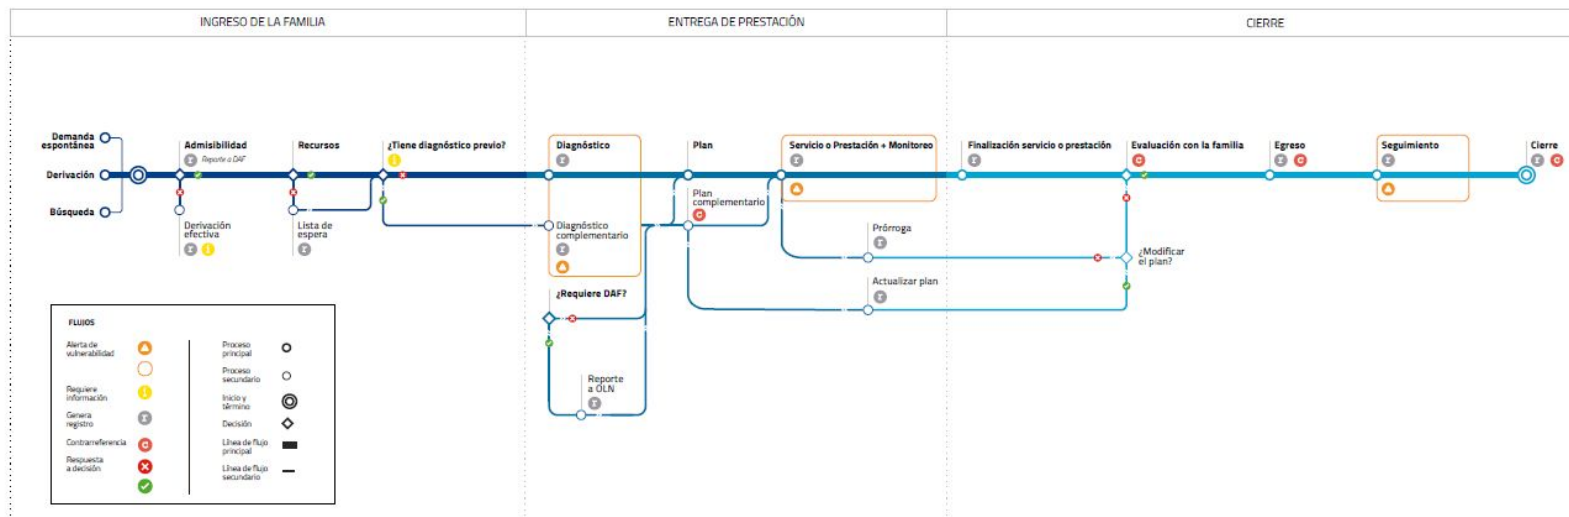 INGRESO DE LA FAMILIA
ENTREGA DE PRESTACIÓN
CIERRE
Demanda
espontánea
Derivación
Búsqueda
Admisibilidad
Reporte a DAF
Derivación
efectiva
Recursos
Lista de
espera
¿Tiene diagnóstico previo?
Diagnóstico
Diagnóstico
complementario
¿Requiere DAF?
Reporte
a OLN
Plan
Plan
complementario
Servicio o Prestación + Monitoreo
Prórroga
Actualizar plan
Finalización servicio o prestación
Evaluación con la familia
¿Modificar
el plan?
Egreso
Seguimiento
Cierre
FLUJOS
Alerta de
vulnerabilidad
Requiere
información
Genera
registro
Contrarreferencia
Respuesta
a decisión
Proceso
principal
Proceso
secundario
Inicio y
término
Decisión
Línea de flujo
principal
Línea de flujo
secundario